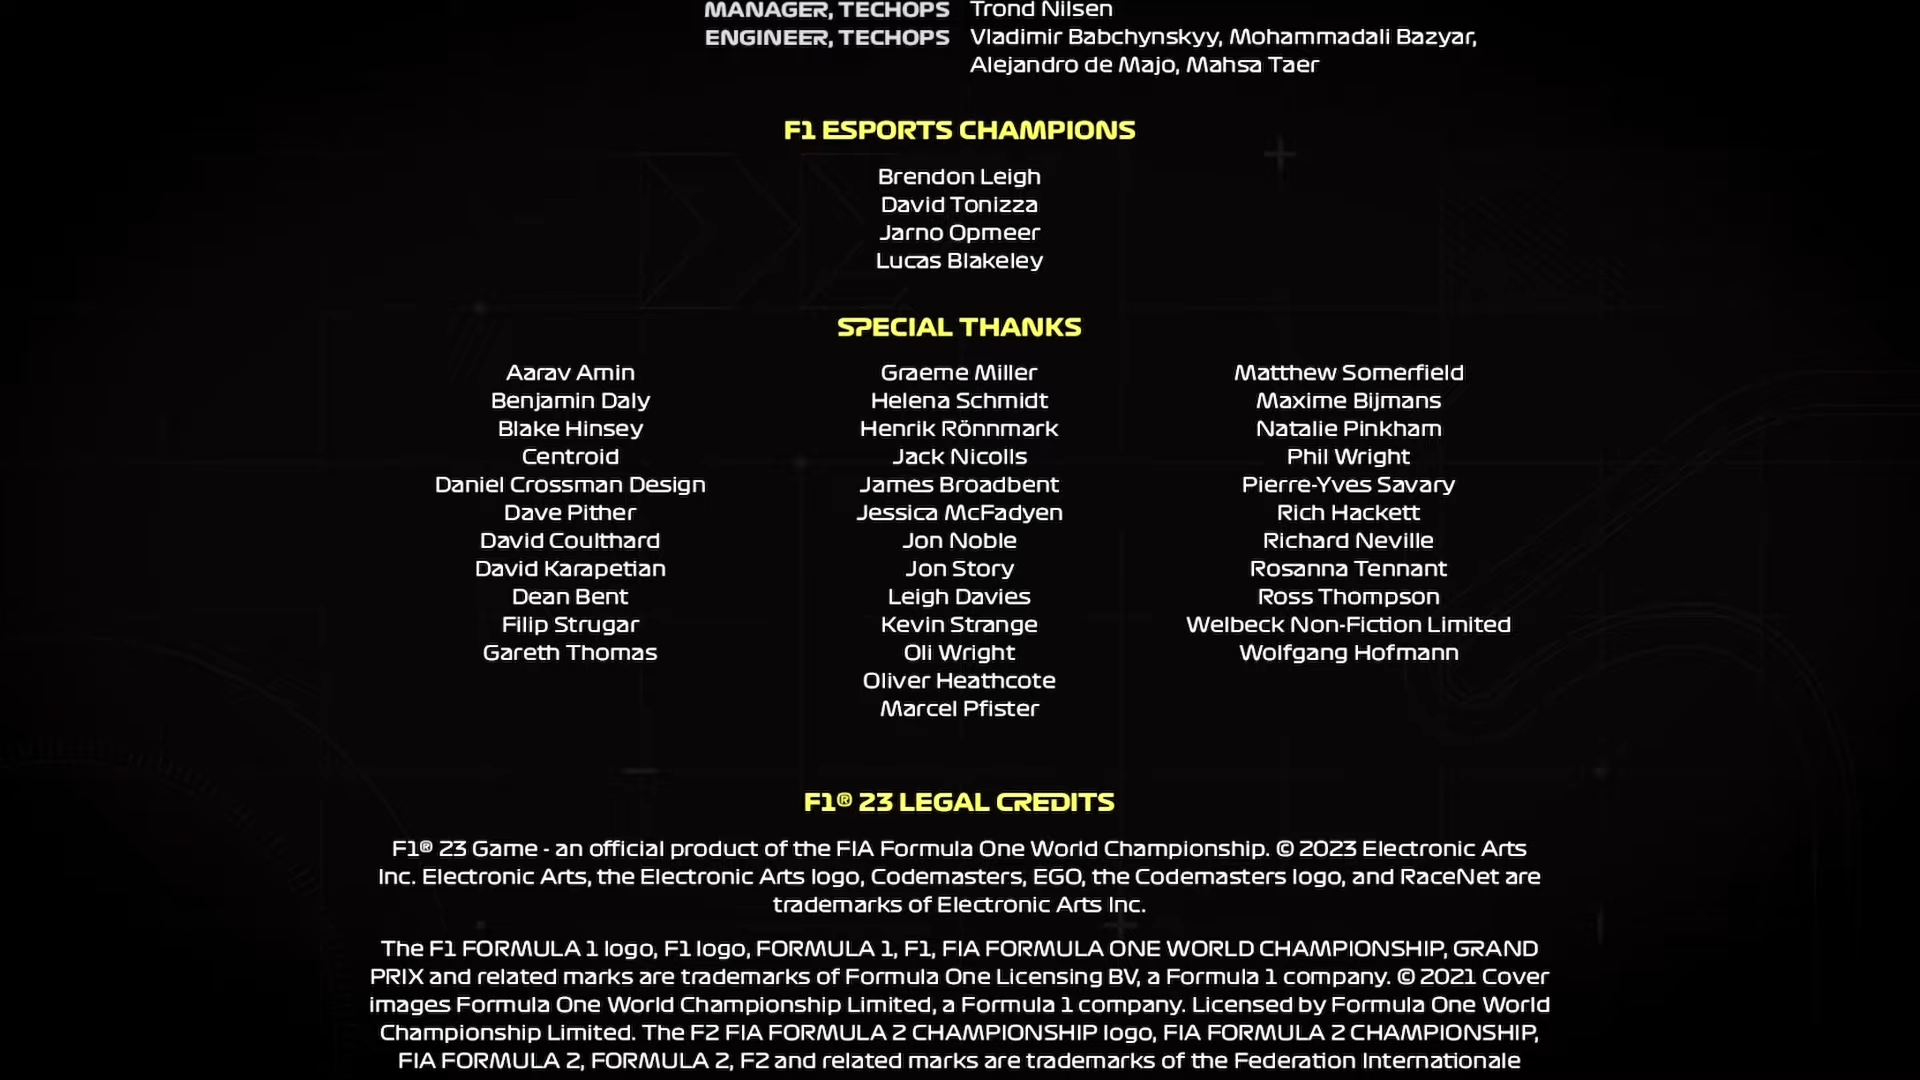 MANAGER, TECHOPS Trond Nilsen
ENGINEER, TECHOPS Vladimir Babchynskyy, Mohammadali Bazyar,
Alejandro de Majo, Mahsa Taer
F1 ESPORTS CHAMPIONS
Brendon Leigh
David Tonizza
Jarno Opmeer
Lucas Blakeley
SPECIAL THANKS
Aarav Amin
Benjamin Daly
Blake Hinsey
Centroid
Daniel Crossman Design
Dave Pither
David Coulthard
David Karapetian
Dean Bent
Filip Strugar
Gareth Thomas
Graeme Miller
Helena Schmidt
Henrik Rönnmark
Jack Nicolls
James Broadbent
Jessica McFadyen
Jon Noble
Jon Story
Leigh Davies
Kevin Strange
Oli Wright
Oliver Heathcote
Marcel Pfister
Matthew Somerfield
Maxime Bijmans
Natalie Pinkham
Phil Wright
Pierre-Yves Savary
Rich Hackett
Richard Neville
Rosanna Tennant
Ross Thompson
Welbeck Non-Fiction Limited
Wolfgang Hofmann
F1® 23 LEGAL CREDITS
F1® 23 Game - an official product of the FIA Formula One World Championship. © 2023 Electronic Arts
Inc. Electronic Arts, the Electronic Arts logo, Codemasters, EGO, the Codemasters logo, and RaceNet are
trademarks of Electronic Arts Inc.
The F1 FORMULA 1 logo, F1 logo, FORMULA 1, F1, FIA FORMULA ONE WORLD CHAMPIONSHIP, GRAND
PRIX and related marks are trademarks of Formula One Licensing BV, a Formula 1 company. © 2021 Cover
images Formula One World Championship Limited, a Formula 1 company. Licensed by Formula One World
Championship Limited. The F2 FIA FORMULA 2 CHAMPIONSHIP logo, FIA FORMULA 2 CHAMPIONSHIP,
FIA FORMULA 2, FORMULA 2, F2 and related marks are trademarks of the Federation Internationale